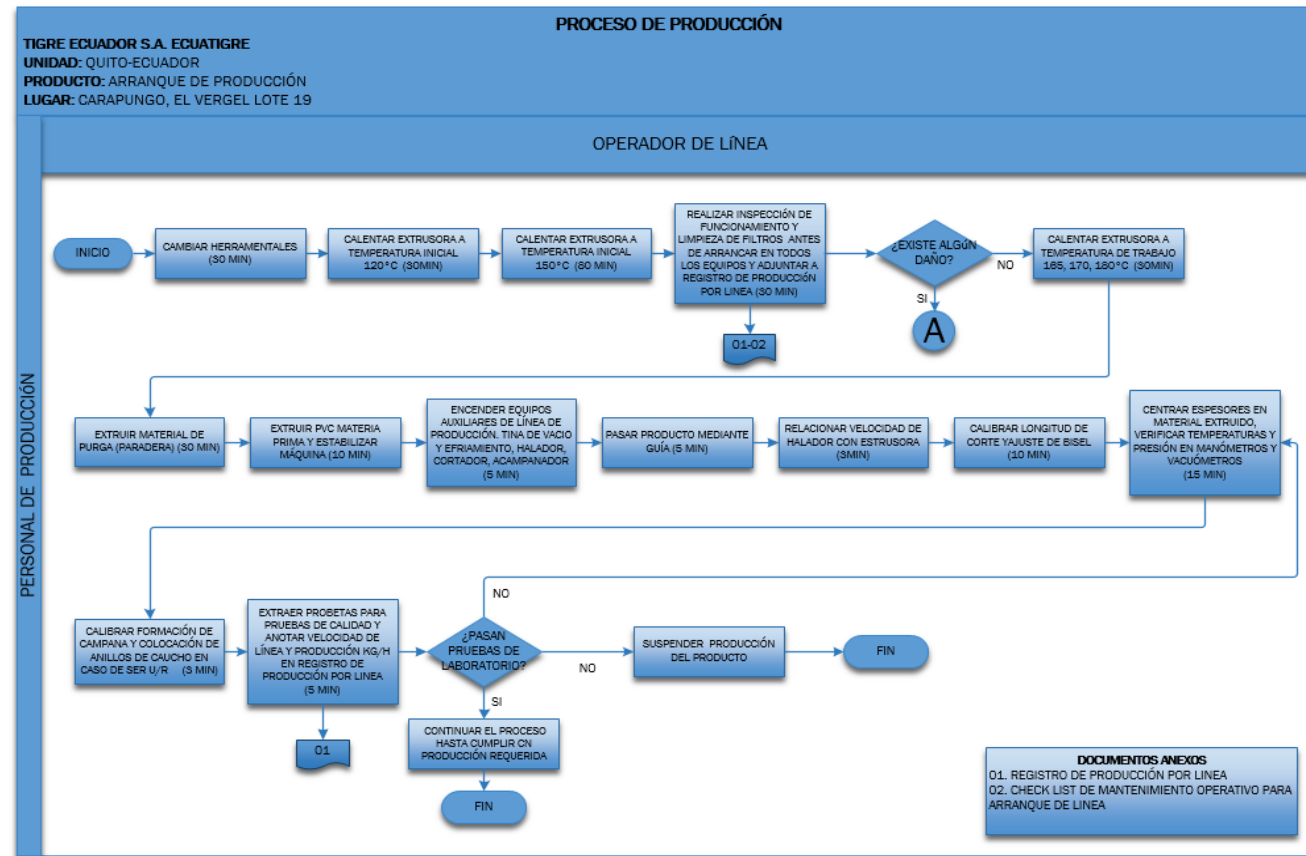 PROCESO DE PRODUCCIÓN
TIGRE ECUADOR S.A. ECUATIGRE
UNIDAD: QUITO-ECUADOR
PRODUCTO: ARRANQUE DE PRODUCCIÓN
LUGAR: CARAPUNGO, EL VERGEL LOTE 19
OPERADOR DE LíNEA
PERSONAL DE PRODUCCIÓN
INICIO
CAMBIAR HERRAMENTALES
(30 MIN)
CALENTAR EXTRUSORA A
TEMPERATURA INICIAL
120°C (30MIN)
CALENTAR EXTRUSORA A
TEMPERATURA INICIAL
150°C (60 MIN)
REALIZAR INSPECCIÓN DE
FUNCIONAMIENTO Y
LIMPIEZA DE FILTROS ANTES
DE ARRANCAR EN TODOS
LOS EQUIPOS Y ADJUNTAR A
REGISTRO DE PRODUCCIÓN
POR LINEA (30 MIN)
01-02
¿EXISTE ALGÚN
DAÑO?
SI
A
NO
CALENTAR EXTRUSORA A
TEMPERATURA DE TRABAJO
165, 170, 180°C (30MIN)
EXTRUIR MATERIAL DE
PURGA (PARADERA) (30 MIN)
EXTRUIR PVC MATERIA
PRIMA Y ESTABILIZAR
MÁQUINA (10 MIN)
ENCENDER EQUIPOS
AUXILIARES DE LÍNEA DE
PRODUCCIÓN. TINA DE VACIO
Y EFRIAMIENTO, HALADOR,
CORTADOR, ACAMPANADOR
(5 MIN)
PASAR PRODUCTO MEDIANTE
GUÍA (5 MIN)
RELACIONAR VELOCIDAD DE
HALADOR CON ESTRUSORA
(3MIN)
CALIBRAR LONGITUD DE
CORTE YAJUSTE DE BISEL
(10 MIN)
CENTRAR ESPESORES EN
MATERIAL EXTRUIDO,
VERIFICAR TEMPERATURAS Y
PRESIÓN EN MANÓMETROS Y
VACUÓMETROS
(15 MIN)
CALIBRAR FORMACIÓN DE
CAMPANA Y COLOCACIÓN DE
ANILLOS DE CAUCHO EN
CASO DE SER U/R (3 MIN)
EXTRAER PROBETAS PARA
PRUEBAS DE CALIDAD Y
ANOTAR VELOCIDAD DE
LÍNEA Y PRODUCCIÓN KG/H
EN REGISTRO DE
PRODUCCIÓN POR LINEA
(5 MIN)
01
¿PASAN
PRUEBAS DE
LABORATORIO?
NO
NO
SI
SUSPENDER PRODUCCIÓN
DEL PRODUCTO
FIN
CONTINUAR EL PROCESO
HASTA CUMPLIR CN
PRODUCCIÓN REQUERIDA
FIN
DOCUMENTOS ANEXOS
01. REGISTRO DE PRODUCCIÓN POR LINEA
02. CHECK LIST DE MANTENIMIENTO OPERATIVO PARA
ARRANQUE DE LINEA